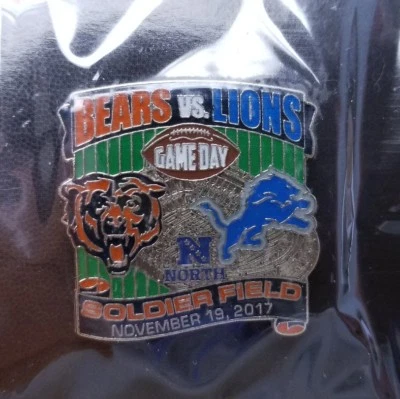 BEARS VS. LIONS
GAME DAY
N
NORTH
SOLDIER FIELD
NOVEMBER 19, 2017